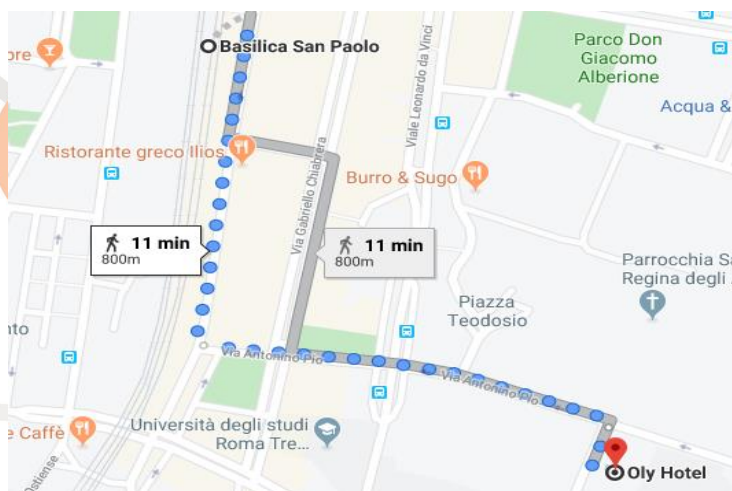 Basilica San Paolo
Parco Don
Giacomo
Alberione
ore
Viale Leonardo da Vinci
Acqua &
Ristorante greco Ilios
Via Gabriello Chiabrera
Burro & Sugo
11 min
800m
11 min
800m
Parrocchia Sa
Regina degli
Piazza
Teodosio
nto
Via Antonino Pio
Via Antonino Pio
Università degli studi
Roma Tre...
e Caffè
Oly Hotel
Ostiense